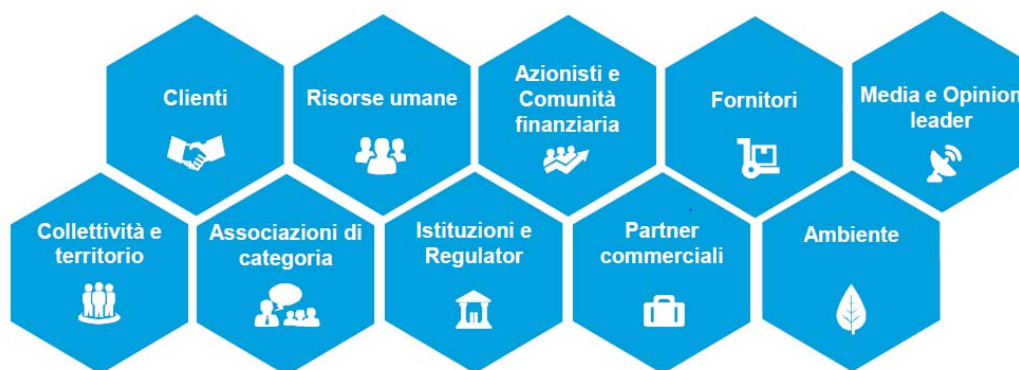 Clienti
Risorse umane
Azionisti e
Comunità
finanziaria
Fornitori
Media e Opinion
leader
Collettività e
territorio
Associazioni di
categoria
Istituzioni e
Regulator
Partner
commerciali
Ambiente